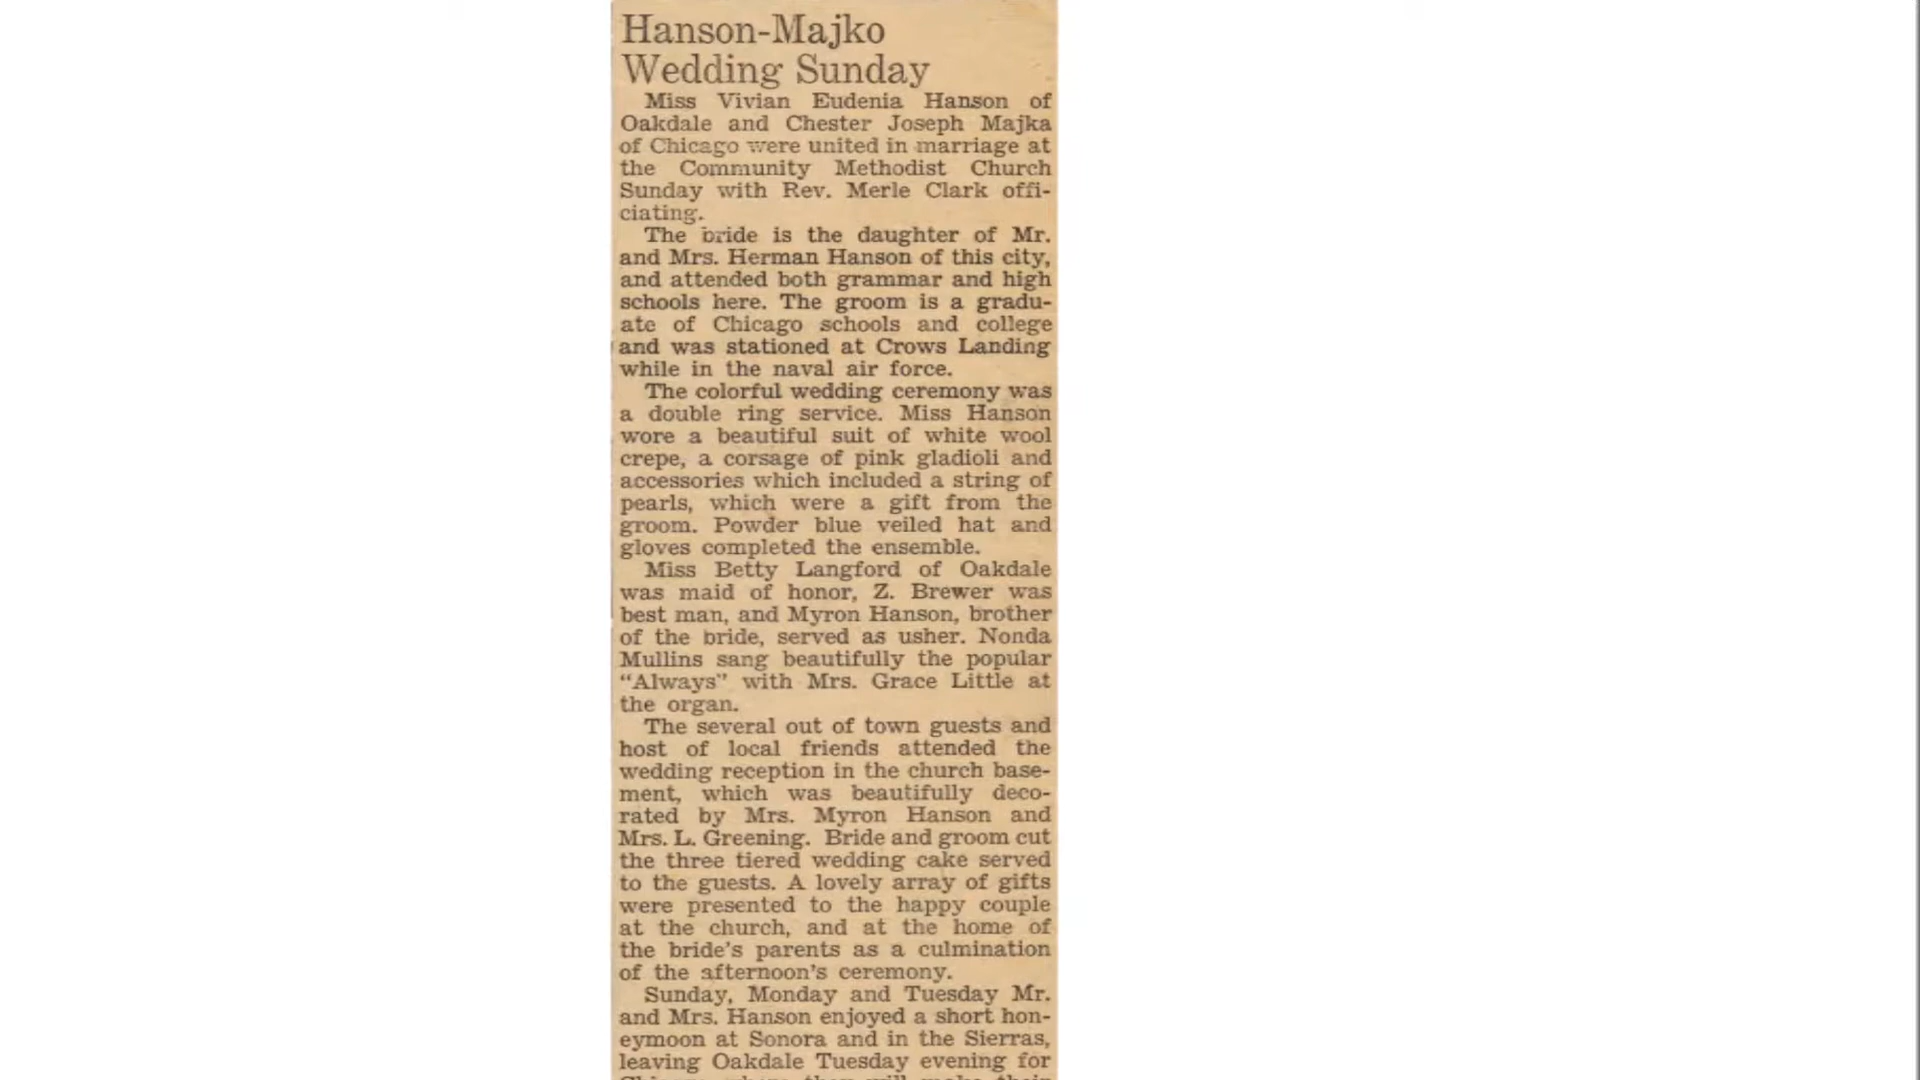 Hanson-Majko
Wedding Sunday
Miss Vivian Eudenia Hanson of
Oakdale and Chester Joseph Majka
of Chicago were united in marriage at
the Community Methodist Church
Sunday with Rev. Merle Clark offi-
ciating.
The bride is the daughter of Mr.
and Mrs. Herman Hanson of this city,
and attended both grammar and high
schools here. The groom is a gradu-
ate of Chicago schools and college
and was stationed at Crows Landing
while in the naval air force.
The colorful wedding ceremony was
a double ring service. Miss Hanson
wore a beautiful suit of white wool
crepe, a corsage of pink gladioli and
accessories which included a string of
pearls, which were a gift from the
groom. Powder blue veiled hat and
gloves completed the ensemble.
Miss Betty Langford of Oakdale
was maid of honor, Z. Brewer was
best man, and Myron Hanson, brother
of the bride, served as usher. Nonda
Mullins sang beautifully the popular
"Always" with Mrs. Grace Little at
the organ.
The several out of town guests and
host of local friends attended the
wedding reception in the church base-
ment, which was beautifully deco-
rated by Mrs. Myron Hanson and
Mrs. L. Greening. Bride and groom cut
the three tiered wedding cake served
to the guests. A lovely array of gifts
were presented to the happy couple
at the church, and at the home of
the bride's parents as a culmination
of the afternoon's ceremony.
Sunday, Monday and Tuesday Mr.
and Mrs. Hanson enjoyed a short hon-
eymoon at Sonora and in the Sierras,
leaving Oakdale Tuesday evening for